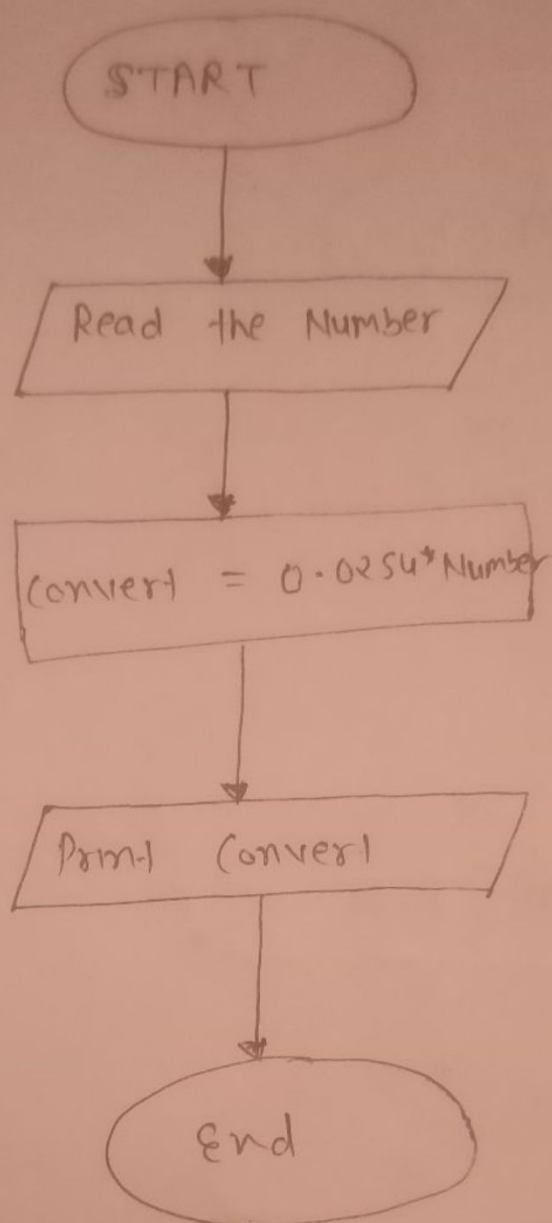 START
Read the Number
Convert = 0.0254* Number
Print Convert
End